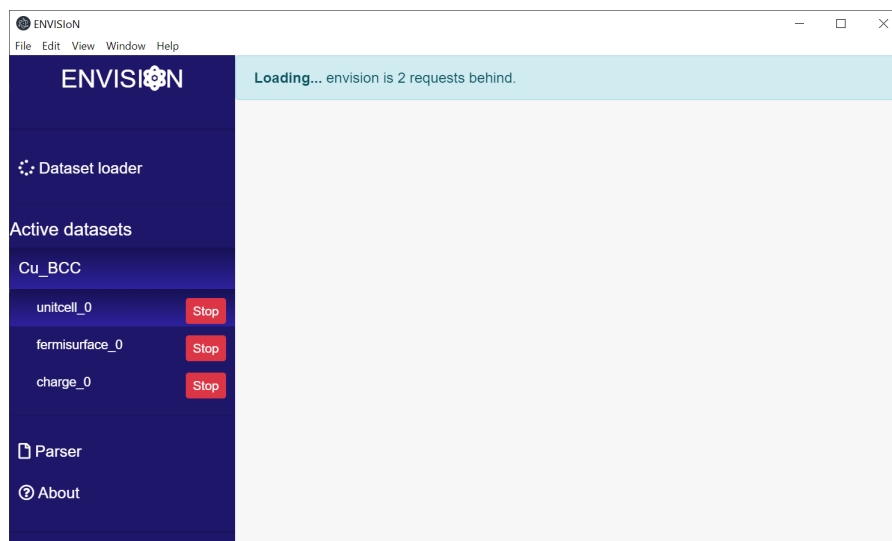 ENVISIoN
File Edit View Window Help
ENVISION
Loading... envision is 2 requests behind.
Dataset loader
Active datasets
Cu_BCC
unitcell_0 Stop
fermisurface_0 Stop
charge_0 Stop
Parser
About